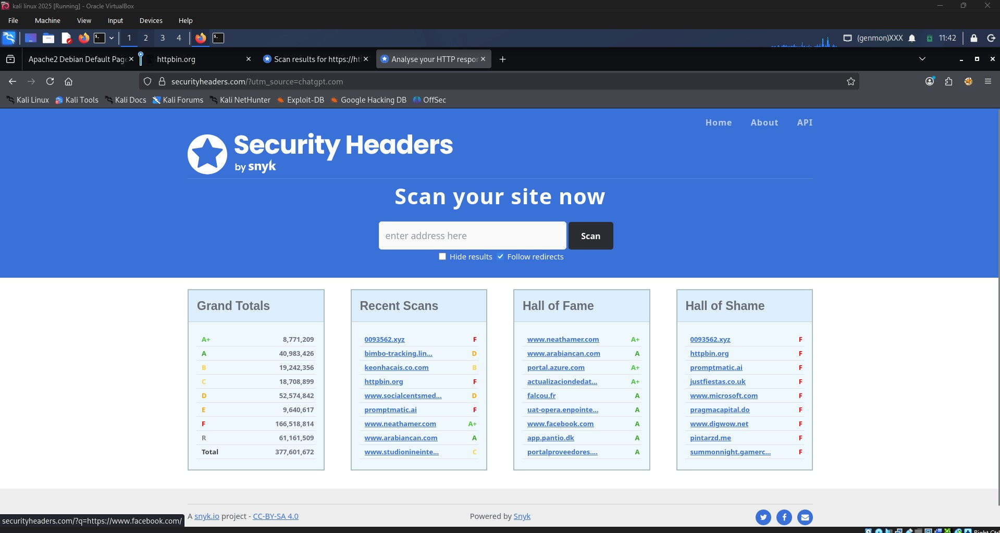 kali linux 2025 [Running] - Oracle VirtualBox
File Machine View Input Devices Help
1 2 3 4 (genmon)XXX 11:42
Apache2 Debian Default Page httpbin.org Scan results for https://ht Analyse your HTTP respor
securityheaders.com/?utm_source=chatgpt.com
Kali Linux Kali Tools Kali Docs Kali Forums Kali NetHunter Exploit-DB Google Hacking DB OffSec
Home About API
Security Headers
by snyk
Scan your site now
enter address here Scan
Hide results Follow redirects
Grand Totals
A+ 8,771,209
A 40,983,426
B 19,242,356
C 18,708,899
D 52,574,842
E 9,640,617
F 166,518,814
R 61,161,509
Total 377,601,672
Recent Scans
0093562.xyz F
bimbo-tracking.lin... D
keonhacais.co.com B
httpbin.org F
www.socialcentsmed... D
promptmatic.ai F
www.neathamer.com A+
www.arabiancan.com A
www.studionineinte... C
Hall of Fame
www.neathamer.com A+
www.arabiancan.com A
portal.azure.com A+
actualizaciondedat... A+
falcou.fr A
uat-opera.enpointe... A
www.facebook.com A
app.pantio.dk A
portalproveedores.... A
Hall of Shame
0093562.xyz F
httpbin.org F
promptmatic.ai F
justfiestas.co.uk F
www.microsoft.com F
pragmacapital.do F
www.digwow.net F
pintarzd.me F
summonnight.gamerc... F
A snyk.io project - CC-BY-SA 4.0 Powered by Snyk
securityheaders.com/?q=https://www.facebook.com/
Right Ctrl